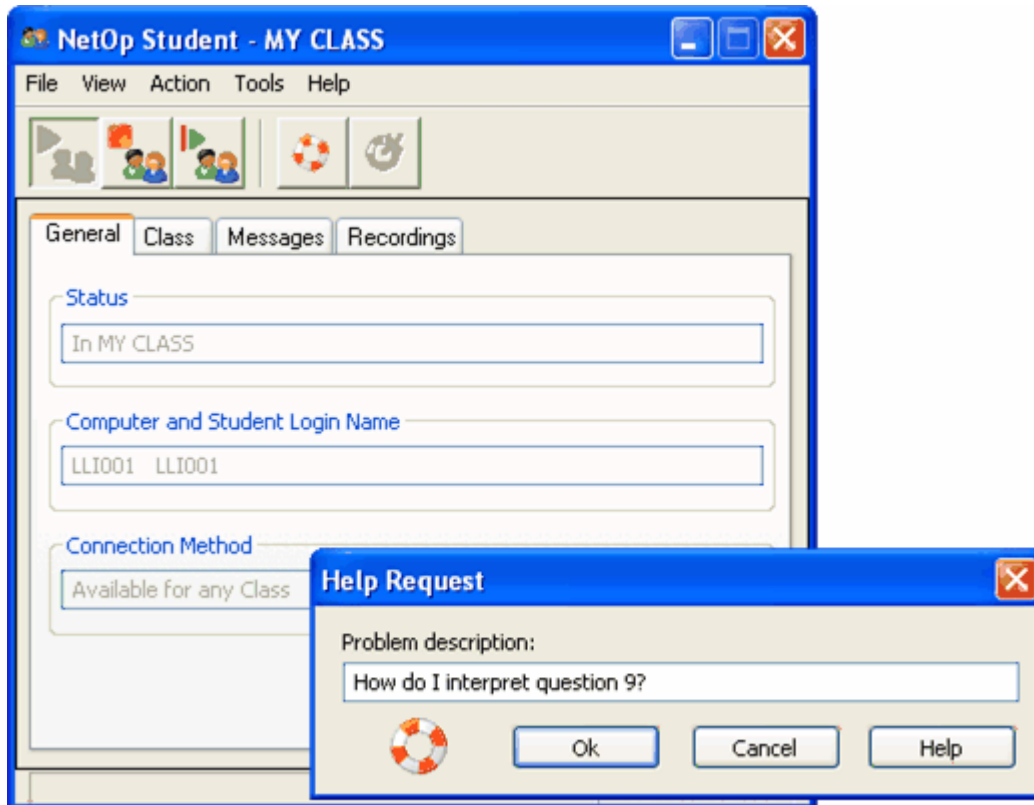 NetOp Student - MY CLASS
File View Action Tools Help
General Class Messages Recordings
Status
In MY CLASS
Computer and Student Login Name
LLI001 LLI001
Connection Method
Available for any Class
Help Request
Problem description:
How do I interpret question 9?
Ok Cancel Help